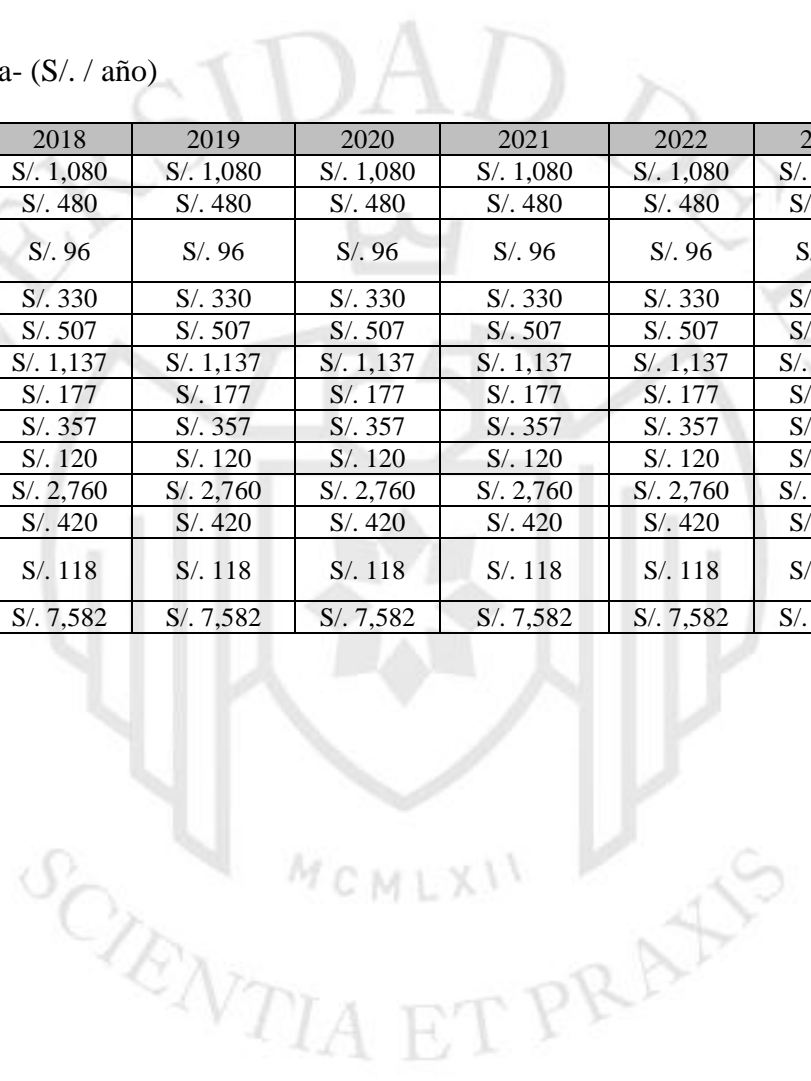 a- (S/. / año)
2018 2019 2020 2021 2022 2
S/. 1,080 S/. 1,080 S/. 1,080 S/. 1,080 S/. 1,080 S/.
S/. 480 S/. 480 S/. 480 S/. 480 S/. 480 S/
S/. 96 S/. 96 S/. 96 S/. 96 S/. 96 S/
S/. 330 S/. 330 S/. 330 S/. 330 S/. 330 S/
S/. 507 S/. 507 S/. 507 S/. 507 S/. 507 S/
S/. 1,137 S/. 1,137 S/. 1,137 S/. 1,137 S/. 1,137 S/.
S/. 177 S/. 177 S/. 177 S/. 177 S/. 177 S/
S/. 357 S/. 357 S/. 357 S/. 357 S/. 357 S/
S/. 120 S/. 120 S/. 120 S/. 120 S/. 120 S/
S/. 2,760 S/. 2,760 S/. 2,760 S/. 2,760 S/. 2,760 S/.
S/. 420 S/. 420 S/. 420 S/. 420 S/. 420 S/
S/. 118 S/. 118 S/. 118 S/. 118 S/. 118 S/
S/. 7,582 S/. 7,582 S/. 7,582 S/. 7,582 S/. 7,582 S/.
MCMLXII
SCIENTIA ET PRAXIS